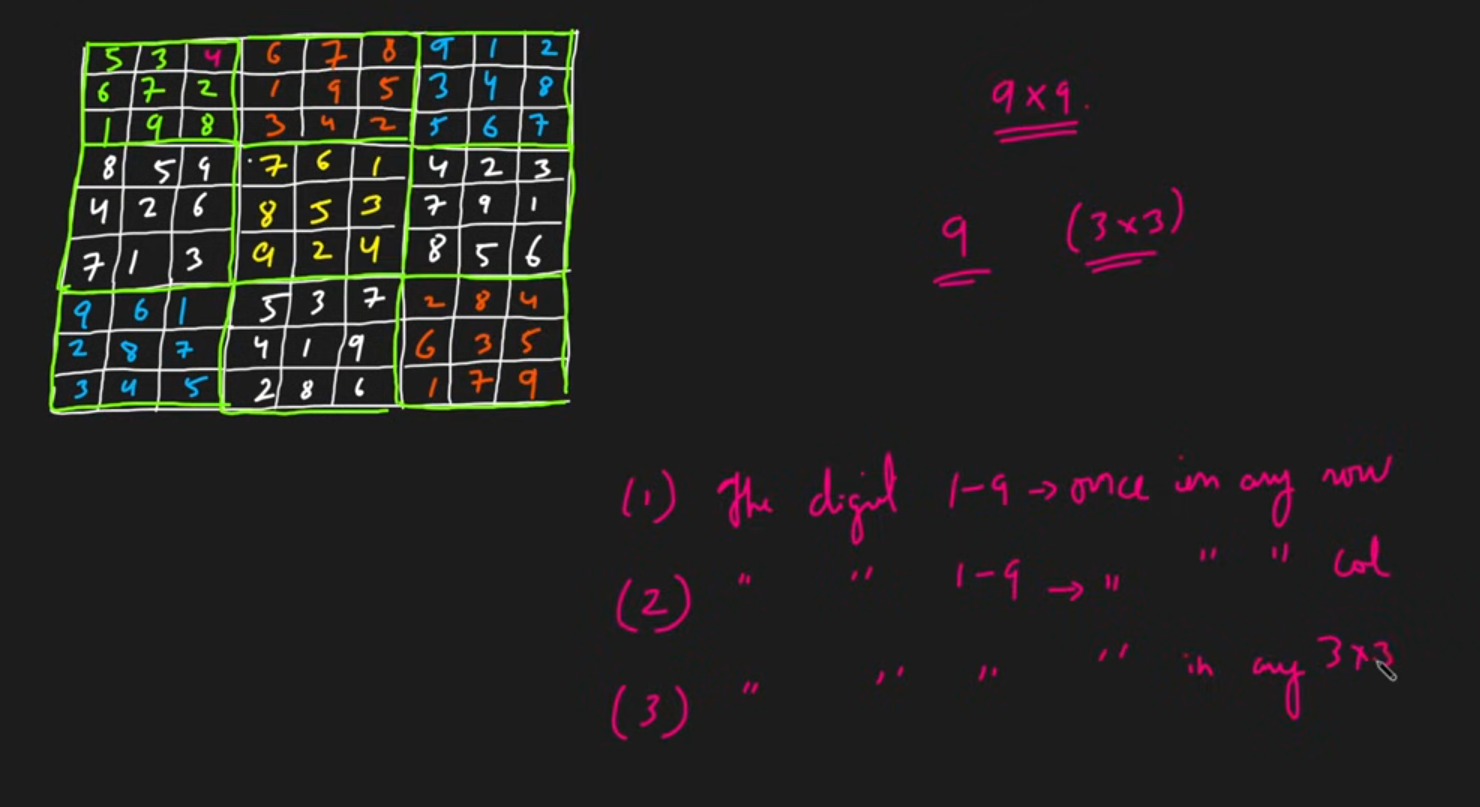 5 3 4 6 7 8 9 1 2
6 7 2 1 9 5 3 4 8
1 9 8 3 4 2 5 6 7
8 5 9 7 6 1 4 2 3
4 2 6 8 5 3 7 9 1
7 1 3 9 2 4 8 5 6
9 6 1 5 3 7 2 8 4
2 8 7 4 1 9 6 3 5
3 4 5 2 8 6 1 7 9
9 x 9.
9 (3x3)
(1) The digit 1-9 → once in any row
(2) " " 1-9 → " " " col
(3) " " " " in any 3x3